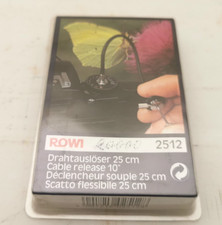 ROWI 2512
Drahtauslöser 25 cm
Cable release 10"
Déclencheur souple 25 cm
Scatto flessibile 25 cm